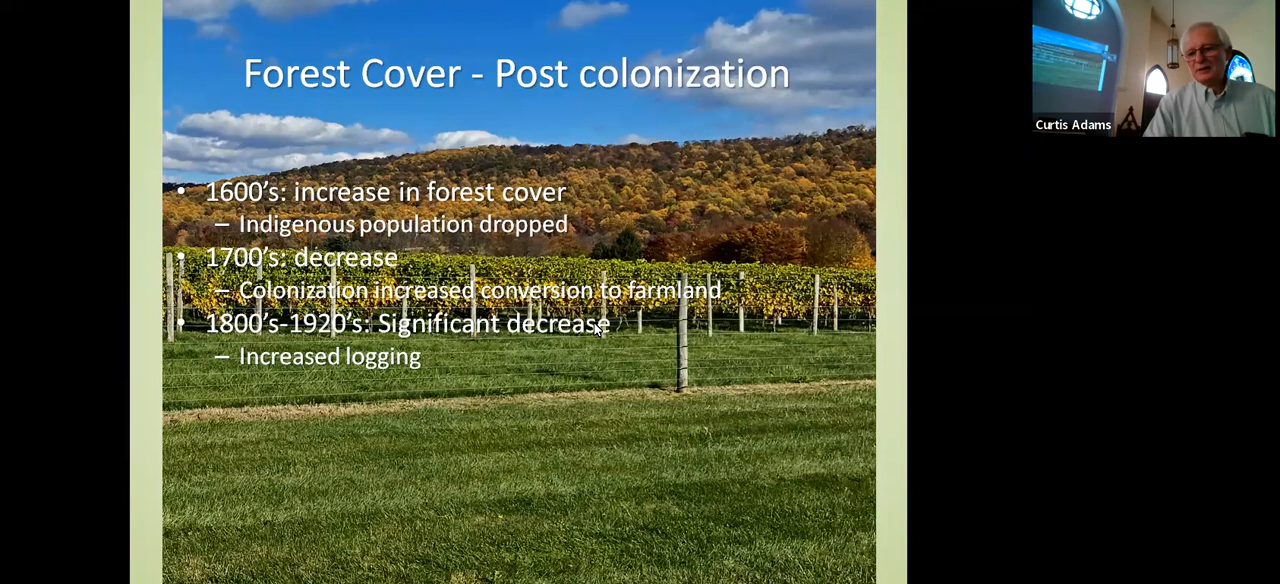 Forest Cover - Post colonization
• 1600's: increase in forest cover
– Indigenous population dropped
• 1700's: decrease
– Colonization increased conversion to farmland
• 1800's-1920's: Significant decrease
– Increased logging
Curtis Adams